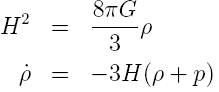 H² = 8πG/3 ρ
ρ̇ = −3H(ρ + p)